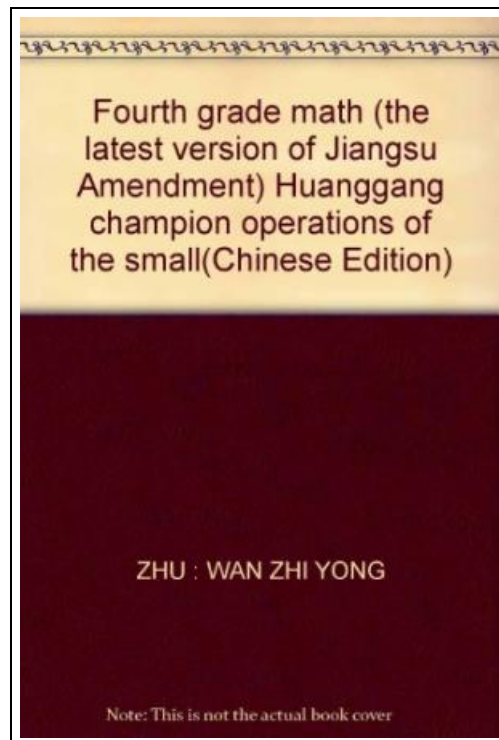 Fourth grade math (the
latest version of Jiangsu
Amendment) Huanggang
champion operations of
the small(Chinese Edition)
ZHU : WAN ZHI YONG
Note: This is not the actual book cover